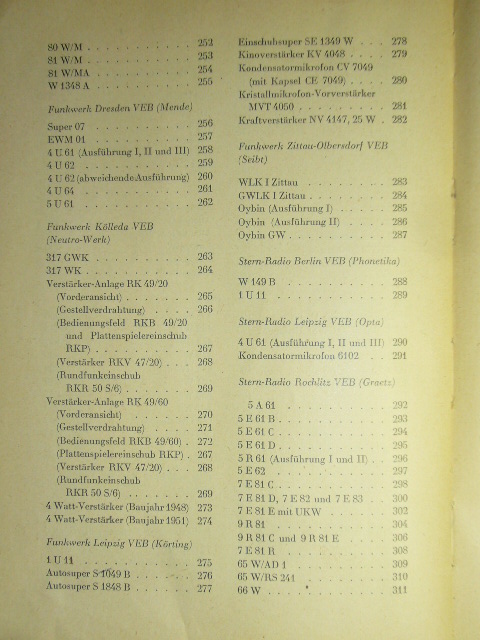 80 W/M . . . . . . . . . . 252
81 W/M . . . . . . . . . . 253
81 W/MA . . . . . . . . . 254
W 1348 A . . . . . . . . . 255
Funkwerk Dresden VEB (Mende)
Super 07 . . . . . . . . . 256
EWM 01 . . . . . . . . . . 257
4 U 61 (Ausführung I, II und III) 258
4 U 62 . . . . . . . . . . 259
4 U 62 (abweichende Ausführung) 260
4 U 64 . . . . . . . . . . 261
5 U 61 . . . . . . . . . . 262
Funkwerk Kölleda VEB
(Neutro-Werk)
317 GWK . . . . . . . . . 263
317 WK . . . . . . . . . . 264
Verstärker-Anlage RK 49/20
(Vorderansicht) . . . . . . . 265
(Gestellverdrahtung) . . . . 266
(Bedienungsfeld RKB 49/20
und Plattenspielereinschub
RKP) . . . . . . . . . . 267
(Verstärker RKV 47/20) . . . 268
(Rundfunkeinschub
RKR 50 S/6) . . . . . . . 269
Verstärker-Anlage RK 49/60
(Vorderansicht) . . . . . . 270
(Gestellverdrahtung) . . . . 271
(Bedienungsfeld RKB 49/60) . 272
(Plattenspielereinschub RKP) . 267
(Verstärker RKV 47/20) . . . 268
(Rundfunkeinschub
RKR 50 S/6) . . . . . . . 269
4 Watt-Verstärker (Baujahr 1948) 273
4 Watt-Verstärker (Baujahr 1951) 274
Funkwerk Leipzig VEB (Körting)
1 U 11 . . . . . . . . . . 275
Autosuper S 1049 B . . . . . 276
Autosuper S 1848 B . . . . . 277
Einschubsuper SE 1349 W . . . 278
Kinoverstärker KV 4048 . . . . 279
Kondensatormikrofon CV 7049
(mit Kapsel CE 7049) . . . . 280
Kristallmikrofon-Vorverstärker
MVT 4050 . . . . . . . . 281
Kraftverstärker NV 4147, 25 W . 282
Funkwerk Zittau-Olbersdorf VEB
(Seibt)
WLK I Zittau . . . . . . . . 283
GWLK I Zittau . . . . . . . . 284
Oybin (Ausführung I) . . . . . 285
Oybin (Ausführung II) . . . . 286
Oybin GW . . . . . . . . . 287
Stern-Radio Berlin VEB (Phonetika)
W 149 B . . . . . . . . . . 288
1 U 11 . . . . . . . . . . 289
Stern-Radio Leipzig VEB (Opta)
4 U 61 (Ausführung I, II und III) 290
Kondensatormikrofon 6102 . . . 291
Stern-Radio Rochlitz VEB (Graetz)
5 A 61 . . . . . . . . . . 292
5 E 61 B . . . . . . . . . . 293
5 E 61 C . . . . . . . . . . 294
5 E 61 D . . . . . . . . . . 295
5 R 61 (Ausführung I und II) . . 296
5 E 62 . . . . . . . . . . 297
7 E 81 C . . . . . . . . . . 298
7 E 81 D, 7 E 82 und 7 E 83 . . 300
7 E 81 E mit UKW . . . . . . 302
9 R 81 . . . . . . . . . . 304
9 R 81 C und 9 R 81 E . . . . 306
7 E 81 R . . . . . . . . . . 308
65 W/AD 1 . . . . . . . . . 309
65 W/RS 241 . . . . . . . . 310
66 W . . . . . . . . . . . 311